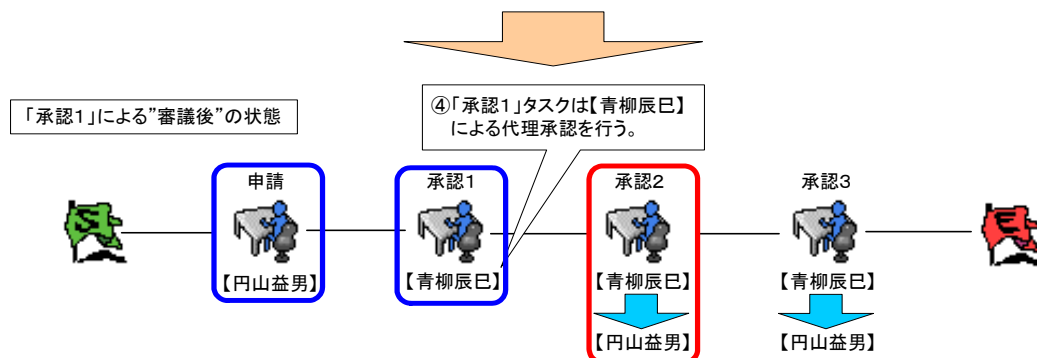 「承認1」による”審議後”の状態
④「承認1」タスクは【青柳辰巳】
による代理承認を行う。
申請
承認1
承認2
承認3
S
E
【円山益男】
【青柳辰巳】
【青柳辰巳】
【青柳辰巳】
【円山益男】
【円山益男】